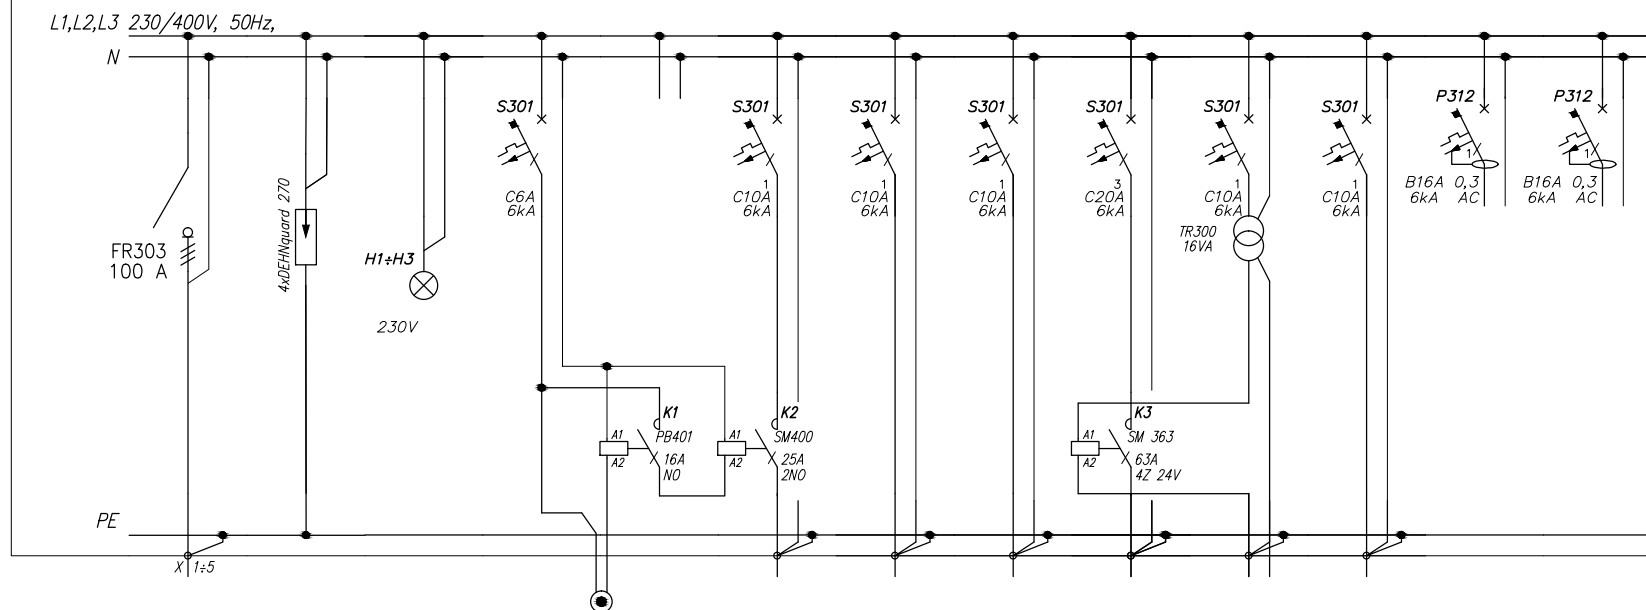 L1,L2,L3 230/400V, 50Hz,
N
S301
S301
S301
S301
S301
S301
S301
P312
P312
C6A
6kA
1
C10A
6kA
1
C10A
6kA
1
C10A
6kA
3
C20A
6kA
1
C10A
6kA
1
C10A
6kA
1
B16A 0,3
6kA AC
1
B16A 0,3
6kA AC
FR303
100 A
4xDEHNguard 270
H1÷H3
230V
TR300
16VA
K1
A1
PB401
A2
16A
NO
K2
A1
SM400
A2
25A
2NO
K3
A1
SM 363
A2
63A
4Z 24V
PE
X 1÷5